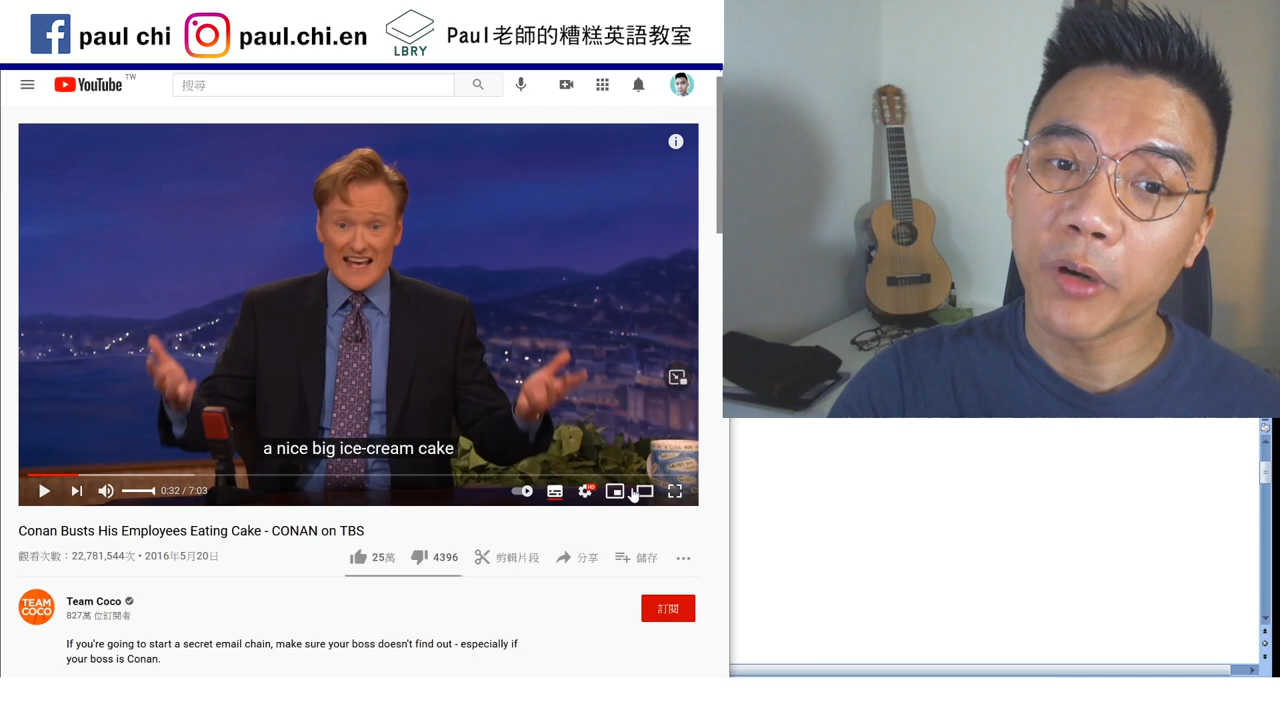 paul chi
paul.chi.en
LBRY
Paul老師的糟糕英語教室
YouTube TW
搜尋
a nice big ice-cream cake
0:32 / 7:03
HD
Conan Busts His Employees Eating Cake - CONAN on TBS
觀看次數：22,781,544次 • 2016年5月20日
25萬
4396
剪輯片段
分享
儲存
TEAM COCO
Team Coco
827萬 位訂閱者
訂閱
If you're going to start a secret email chain, make sure your boss doesn't find out - especially if
your boss is Conan.